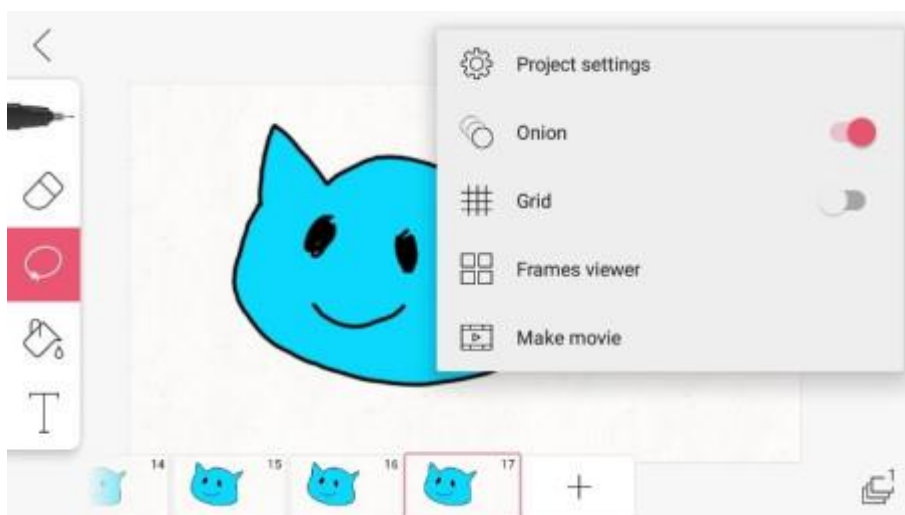 Project settings
Onion
Grid
Frames viewer
Make movie
T
14 15 16 17
1